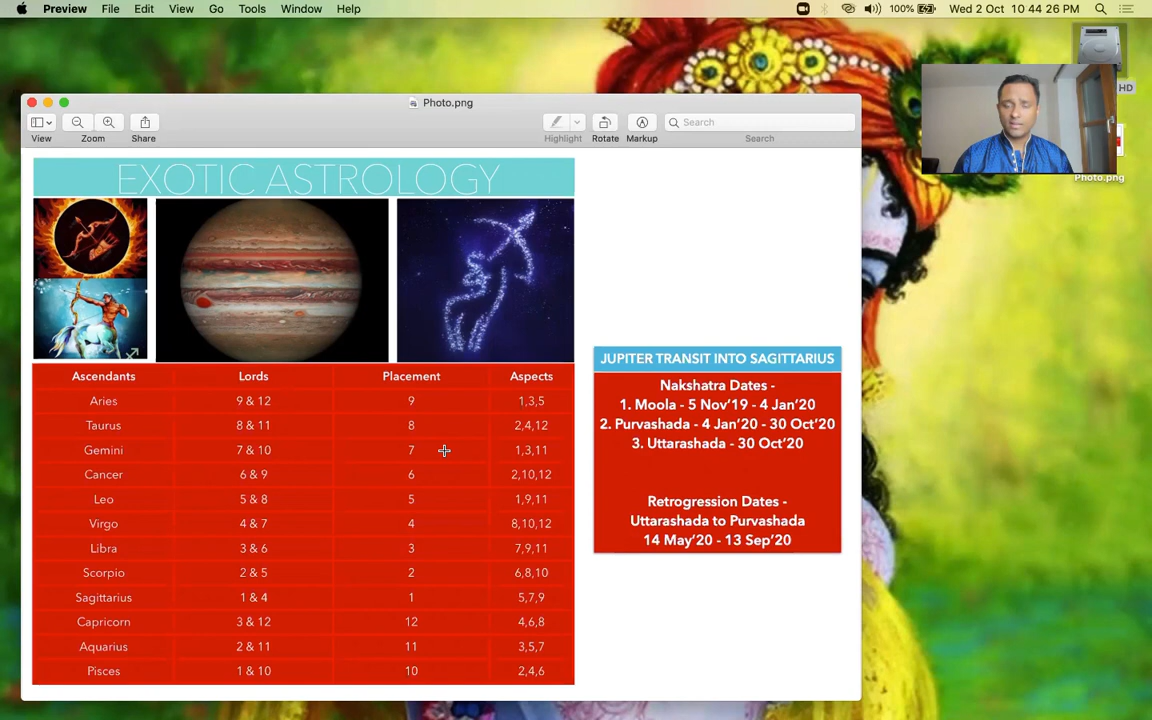 Preview File Edit View Go Tools Window Help 100% Wed 2 Oct 10 44 26 PM
HD
Photo.png
View Zoom Share Highlight Rotate Markup Search
Search
Photo.png
EXOTIC ASTROLOGY
Ascendants Lords Placement Aspects
Aries 9 & 12 9 1,3,5
Taurus 8 & 11 8 2,4,12
Gemini 7 & 10 7 1,3,11
Cancer 6 & 9 6 2,10,12
Leo 5 & 8 5 1,9,11
Virgo 4 & 7 4 8,10,12
Libra 3 & 6 3 7,9,11
Scorpio 2 & 5 2 6,8,10
Sagittarius 1 & 4 1 5,7,9
Capricorn 3 & 12 12 4,6,8
Aquarius 2 & 11 11 3,5,7
Pisces 1 & 10 10 2,4,6
JUPITER TRANSIT INTO SAGITTARIUS
Nakshatra Dates -
1. Moola - 5 Nov’19 - 4 Jan’20
2. Purvashada - 4 Jan’20 - 30 Oct’20
3. Uttarashada - 30 Oct’20
Retrogression Dates -
Uttarashada to Purvashada
14 May’20 - 13 Sep’20